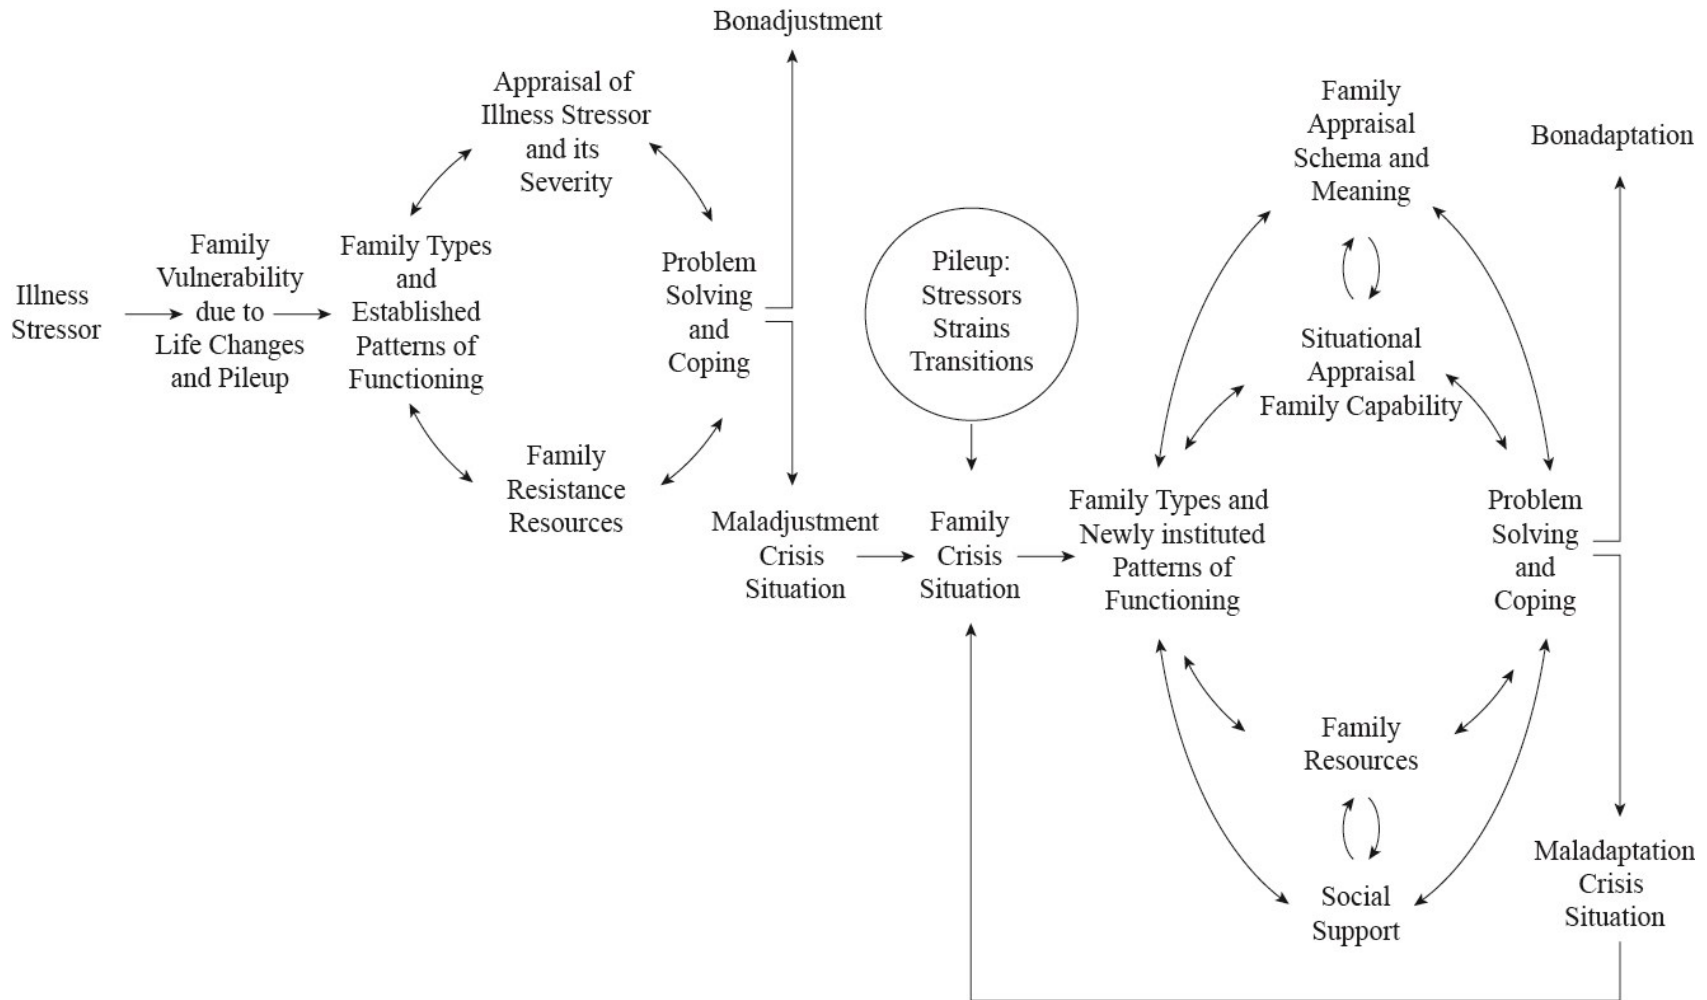 Bonadjustment
Appraisal of
Illness Stressor
and its
Severity
Family
Appraisal
Schema and
Meaning
Bonadaptation
Illness
Stressor
Family
Vulnerability
due to
Life Changes
and Pileup
Family Types
and
Established
Patterns of
Functioning
Problem
Solving
and
Coping
Pileup:
Stressors
Strains
Transitions
Situational
Appraisal
Family Capability
Family
Resistance
Resources
Maladjustment
Crisis
Situation
Family
Crisis
Situation
Family Types and
Newly instituted
Patterns of
Functioning
Problem
Solving
and
Coping
Family
Resources
Social
Support
Maladaptation
Crisis
Situation